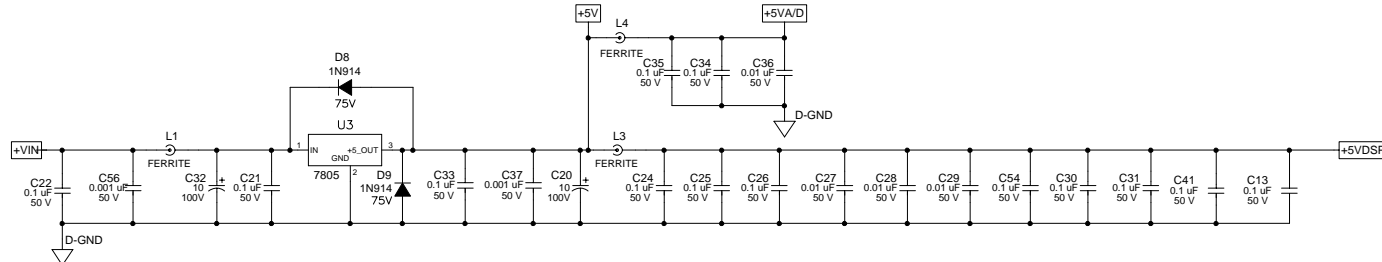 +5V
+5VA/D
L4
FERRITE
C35
0.1 uF
50 V
C34
0.1 uF
50 V
C36
0.01 uF
50 V
D-GND
D8
1N914
75V
U3
+VIN
L1
FERRITE
1
IN
+5_OUT
3
GND
2
7805
L3
FERRITE
+5VDSP
C22
0.1 uF
50 V
C56
0.001 uF
50 V
C32
10
100V
C21
0.1 uF
50 V
D9
1N914
75V
C33
0.1 uF
50 V
C37
0.001 uF
50 V
C20
10
100V
C24
0.1 uF
50 V
C25
0.1 uF
50 V
C26
0.1 uF
50 V
C27
0.01 uF
50 V
C28
0.01 uF
50 V
C29
0.01 uF
50 V
C54
0.1 uF
50 V
C30
0.1 uF
50 V
C31
0.1 uF
50 V
C41
0.1 uF
50 V
C13
0.1 uF
50 V
D-GND